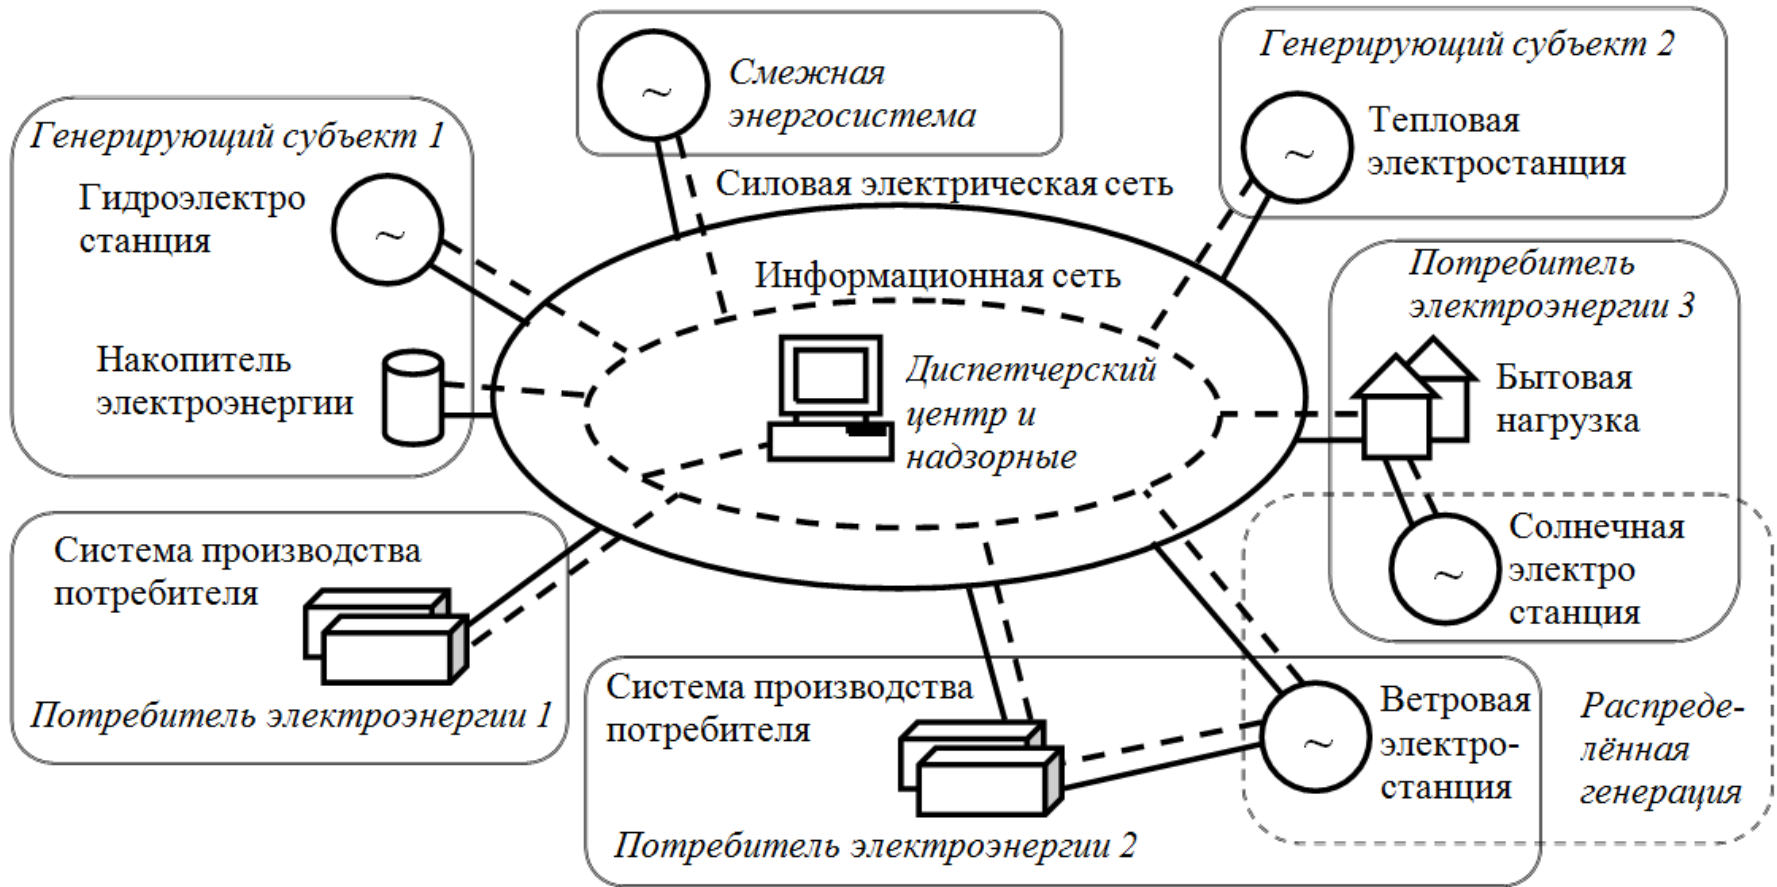 Смежная
энергосистема
Генерирующий субъект 2
Тепловая
электростанция
Генерирующий субъект 1
Гидроэлектро
станция
Накопитель
электроэнергии
Силовая электрическая сеть
Информационная сеть
Диспетчерский
центр и
надзорные
Потребитель
электроэнергии 3
Бытовая
нагрузка
Солнечная
электро
станция
Система производства
потребителя
Потребитель электроэнергии 1
Система производства
потребителя
Потребитель электроэнергии 2
Ветровая
электро-
станция
Распреде-
лённая
генерация
~
~
~
~
~